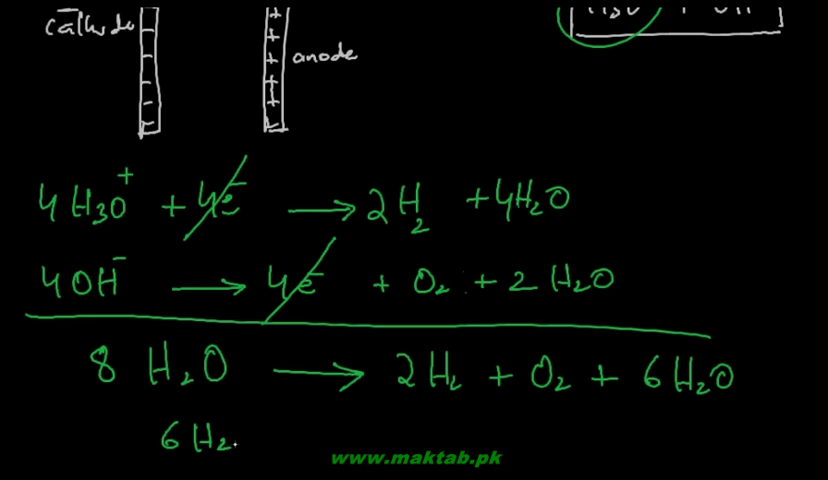 cathode
anode
4H₃O⁺ + 4e⁻ → 2H₂ + 4H₂O
4OH⁻ → 4e⁻ + O₂ + 2H₂O
8 H₂O → 2H₂ + O₂ + 6H₂O
6H₂
www.maktab.pk